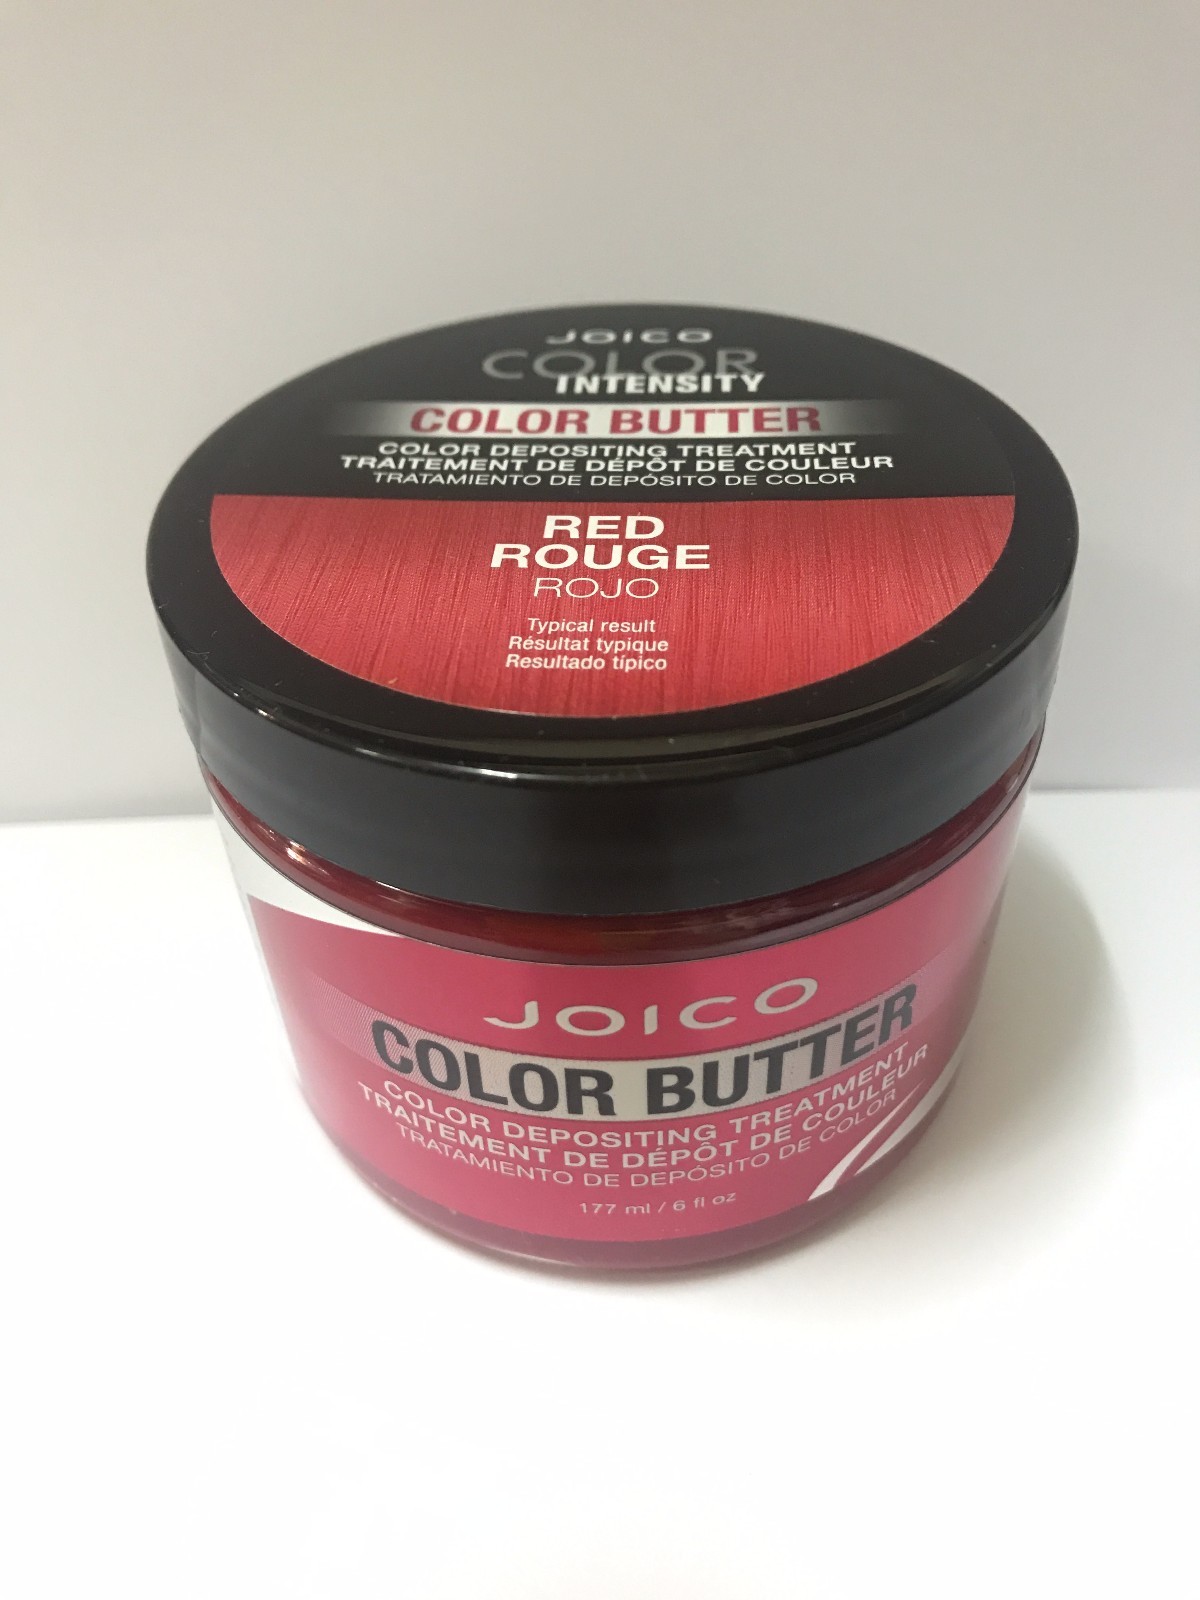 JOICO
COLOR
INTENSITY
COLOR BUTTER
COLOR DEPOSITING TREATMENT
TRAITEMENT DE DÉPÔT DE COULEUR
TRATAMIENTO DE DEPÓSITO DE COLOR
RED
ROUGE
ROJO
Typical result
Résultat typique
Resultado típico
JOICO
COLOR BUTTER
COLOR DEPOSITING TREATMENT
TRAITEMENT DE DÉPÔT DE COULEUR
TRATAMIENTO DE DEPÓSITO DE COLOR
177 ml / 6 fl oz